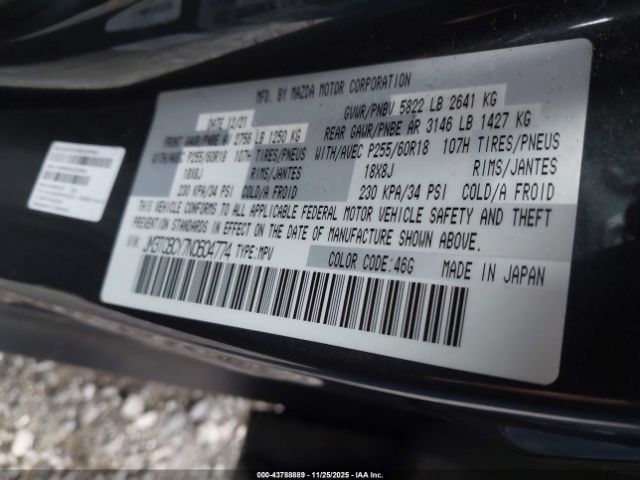 MFD. BY MAZDA MOTOR CORPORATION
DATE 12/21 GVWR/PNBV 5822 LB 2641 KG
FRONT GAWR/PNBE A 2756 LB 1250 KG REAR GAWR/PNBE AR 3146 LB 1427 KG
WITH/AVEC P255/60R18 107H TIRES/PNEUS WITH/AVEC P255/60R18 107H TIRES/PNEUS
18X8J RIMS/JANTES 18X8J RIMS/JANTES
230 KPA/34 PSI COLD/A FROID 230 KPA/34 PSI COLD/A FROID
THIS VEHICLE CONFORMS TO ALL APPLICABLE FEDERAL MOTOR VEHICLE SAFETY AND THEFT
PREVENTION STANDARDS IN EFFECT ON THE DATE OF MANUFACTURE SHOWN ABOVE.
VIN: JM3TCBCY7N0604774 TYPE: MPV
COLOR CODE:46G MADE IN JAPAN
000-43788889 - 11/25/2025 - IAA Inc.